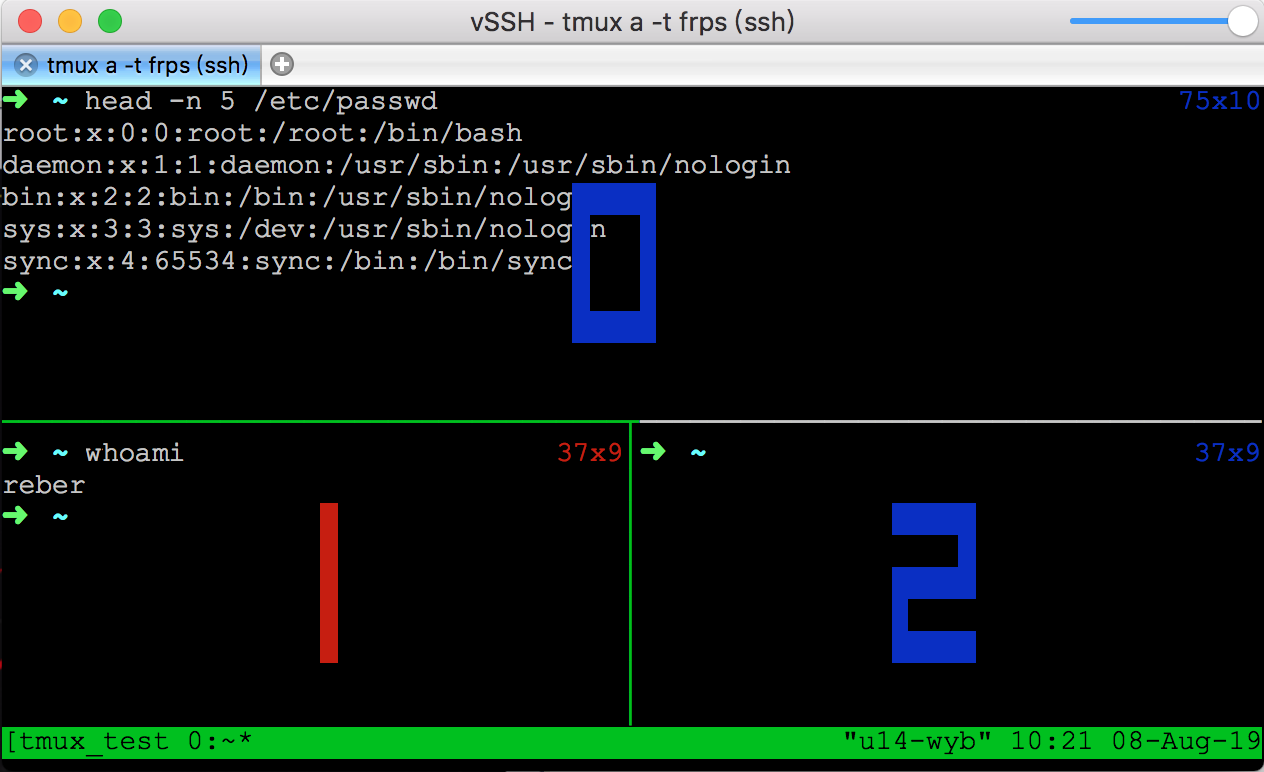 vSSH - tmux a -t frps (ssh)
tmux a -t frps (ssh)
➜ ~ head -n 5 /etc/passwd 75x10
root:x:0:0:root:/root:/bin/bash
daemon:x:1:1:daemon:/usr/sbin:/usr/sbin/nologin
bin:x:2:2:bin:/bin:/usr/sbin/nolog
sys:x:3:3:sys:/dev:/usr/sbin/nolog n
sync:x:4:65534:sync:/bin:/bin/sync
➜ ~
0
➜ ~ whoami 37x9
reber
➜ ~
1
➜ ~ 37x9
2
[tmux_test 0:~* "u14-wyb" 10:21 08-Aug-19